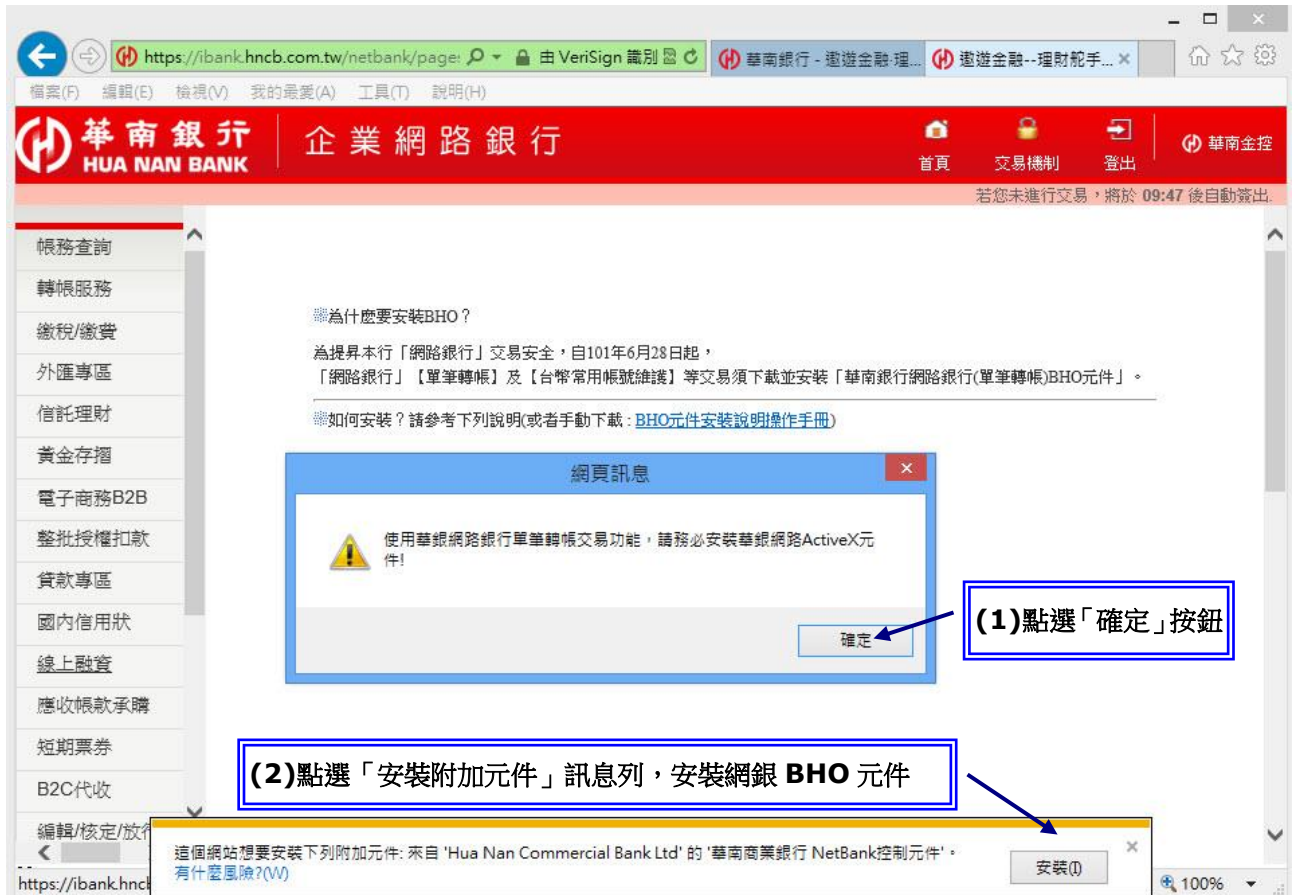 https://ibank.hncb.com.tw/netbank/page: 由 VeriSign 識別 華南銀行 - 遨遊金融‧理... 遨遊金融--理財舵手...
檔案(F) 編輯(E) 檢視(V) 我的最愛(A) 工具(T) 說明(H)
華南銀行 企業網路銀行
HUA NAN BANK
首頁 交易機制 登出 華南金控
若您未進行交易，將於 09:47 後自動簽出.
帳務查詢
轉帳服務
繳稅/繳費
外匯專區
信託理財
黃金存摺
電子商務B2B
整批授權扣款
貸款專區
國內信用狀
線上融資
應收帳款承購
短期票券
B2C代收
編輯/核定/放行
為什麼要安裝BHO？
為提昇本行「網路銀行」交易安全，自101年6月28日起，
「網路銀行」【單筆轉帳】及【台幣常用帳號維護】等交易須下載並安裝「華南銀行網路銀行(單筆轉帳)BHO元件」。
如何安裝？請參考下列說明(或者手動下載 : BHO元件安裝說明操作手冊)
網頁訊息
使用華銀網路銀行單筆轉帳交易功能，請務必安裝華銀網路ActiveX元
件!
確定
(1)點選「確定」按鈕
(2)點選「安裝附加元件」訊息列，安裝網銀 BHO 元件
這個網站想要安裝下列附加元件: 來自 'Hua Nan Commercial Bank Ltd' 的 '華南商業銀行 NetBank控制元件'。
有什麼風險?(W)
安裝(I)
https://ibank.hncb
100%